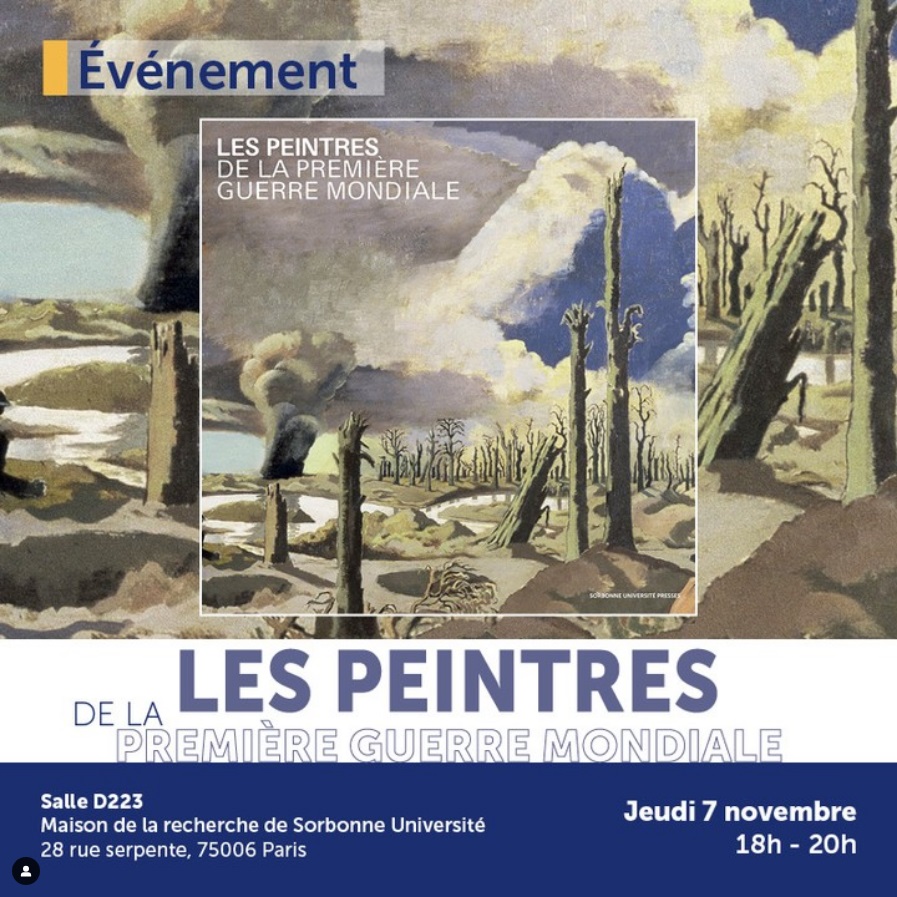 Événement
LES PEINTRES
DE LA PREMIÈRE
GUERRE MONDIALE
SORBONNE UNIVERSITÉ PRESSES
LES PEINTRES
DE LA
PREMIÈRE GUERRE MONDIALE
Salle D223
Maison de la recherche de Sorbonne Université
28 rue serpente, 75006 Paris
Jeudi 7 novembre
18h - 20h